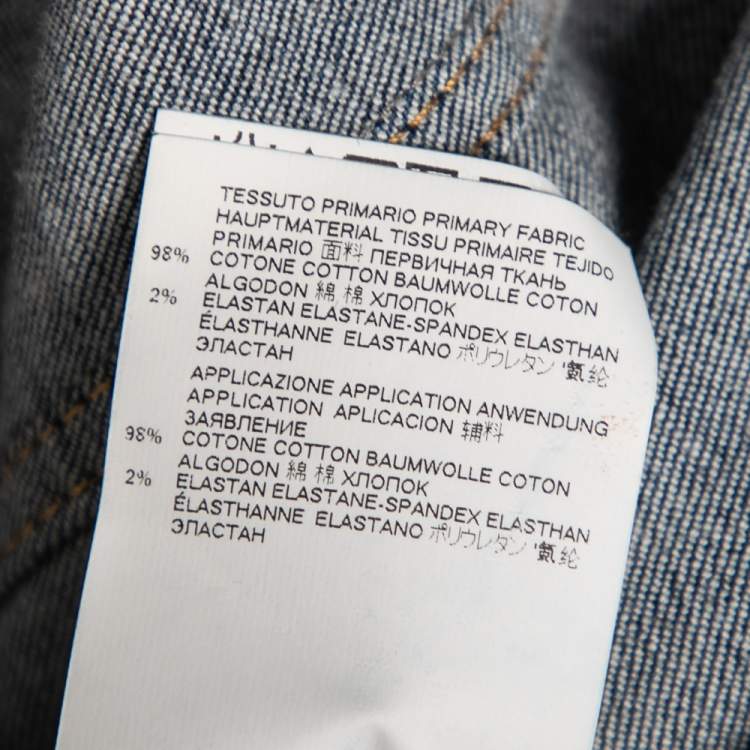 TESSUTO PRIMARIO PRIMARY FABRIC
HAUPTMATERIAL TISSU PRIMAIRE TEJIDO
PRIMARIO 面料 ПЕРВИЧНАЯ ТКАНЬ
98% COTONE COTTON BAUMWOLLE COTON
ALGODON 綿 棉 ХЛОПОК
2% ELASTAN ELASTANE-SPANDEX ELASTHAN
ÉLASTHANNE ELASTANO ポリウレタン 氨纶
ЭЛАСТАН
APPLICAZIONE APPLICATION ANWENDUNG
APPLICATION APLICACION 辅料
ЗАЯВЛЕНИЕ
98% COTONE COTTON BAUMWOLLE COTON
ALGODON 綿 棉 ХЛОПОК
2% ELASTAN ELASTANE-SPANDEX ELASTHAN
ÉLASTHANNE ELASTANO ポリウレタン 氨纶
ЭЛАСТАН